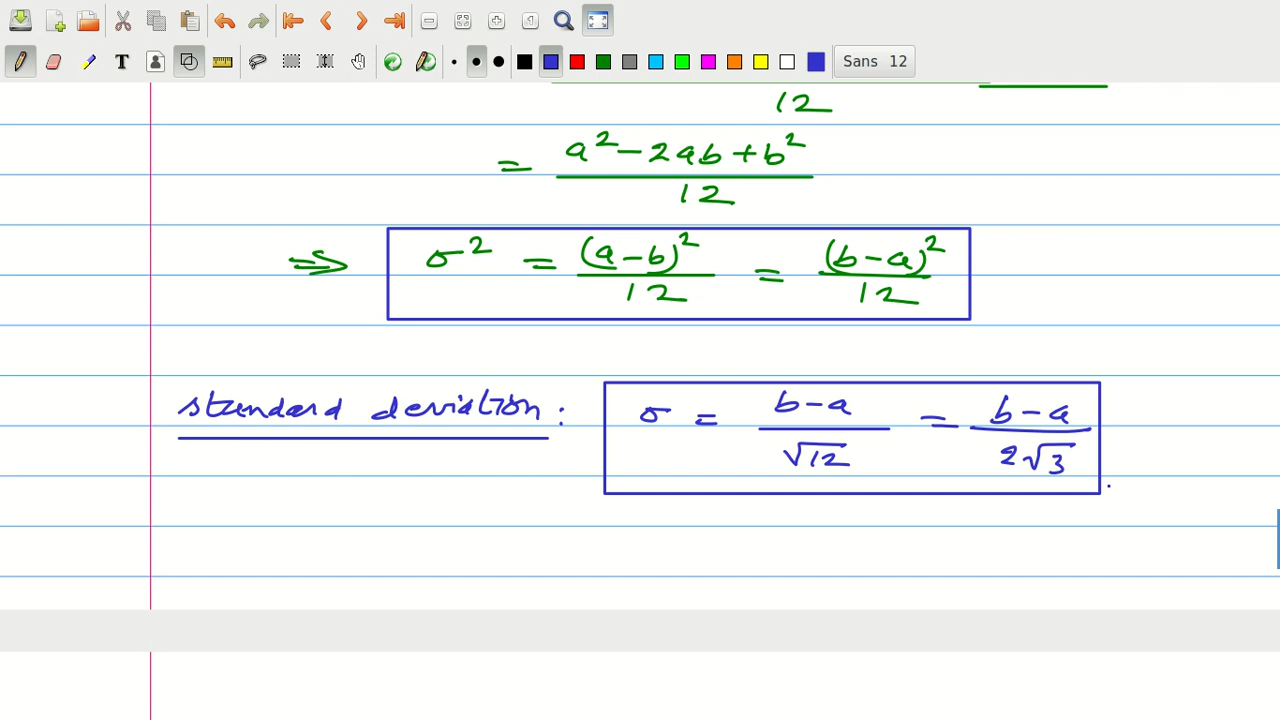 Sans 12
12
= a² - 2ab + b² / 12
⇒ σ² = (a-b)² / 12 = (b-a)² / 12
standard deviation: σ = b-a / √12 = b-a / 2√3 .